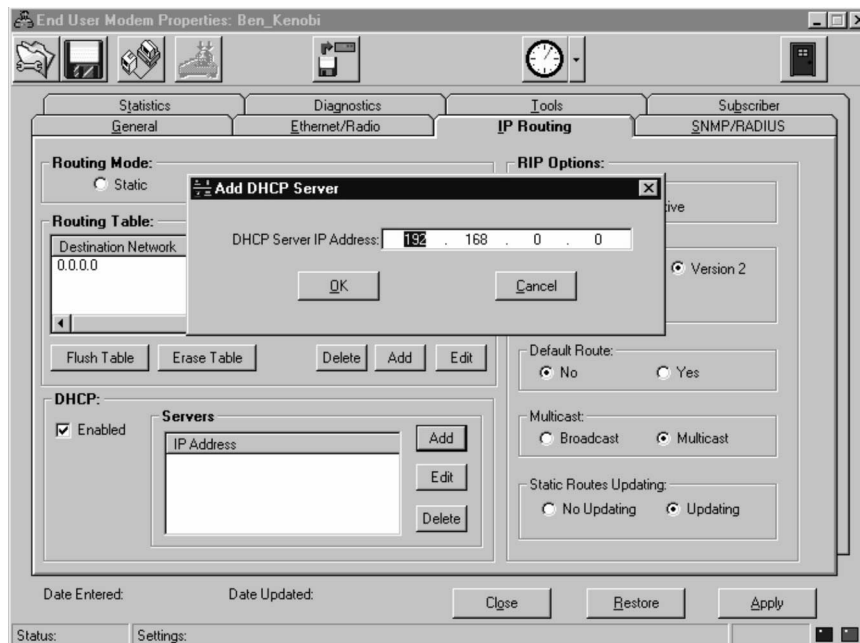 End User Modem Properties: Ben_Kenobi
Statistics Diagnostics Tools Subscriber
General Ethernet/Radio IP Routing SNMP/RADIUS
Routing Mode:
Static
RIP Options:
Add DHCP Server
DHCP Server IP Address: 192 . 168 . 0 . 0
OK Cancel
Routing Table:
Destination Network
0.0.0.0
Version 2
Flush Table Erase Table Delete Add Edit
Default Route:
No Yes
DHCP:
Enabled
Servers
IP Address
Add
Edit
Delete
Multicast:
Broadcast Multicast
Static Routes Updating:
No Updating Updating
Date Entered: Date Updated:
Close Restore Apply
Status: Settings: